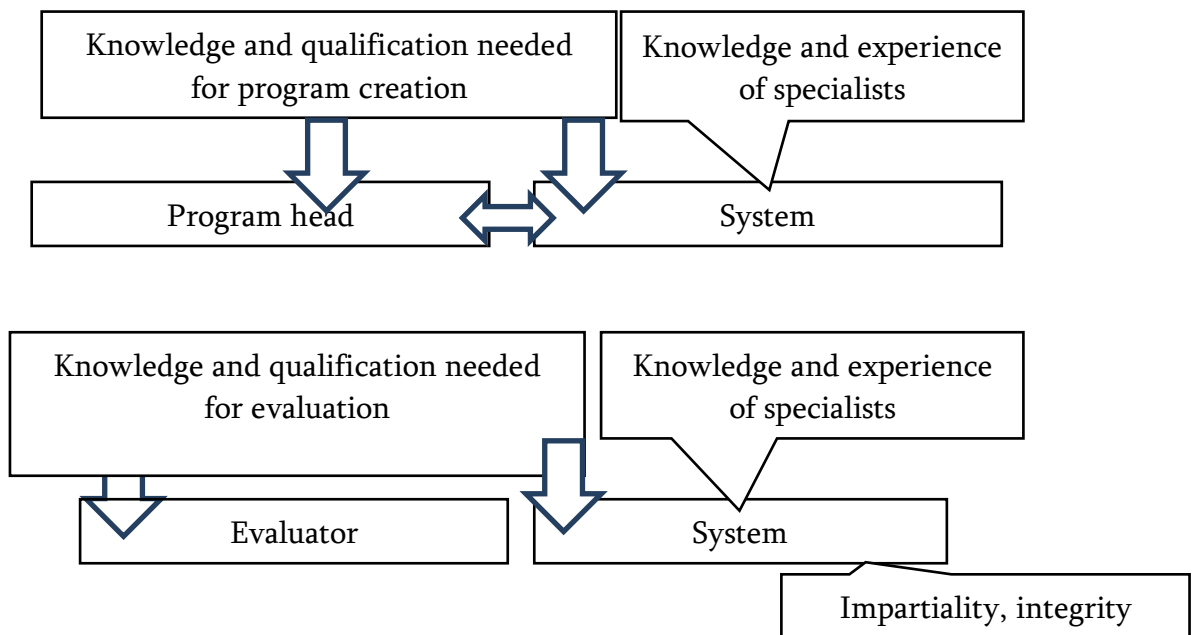 Knowledge and qualification needed
for program creation
Knowledge and experience
of specialists
Program head
System
Knowledge and qualification needed
for evaluation
Knowledge and experience
of specialists
Evaluator
System
Impartiality, integrity